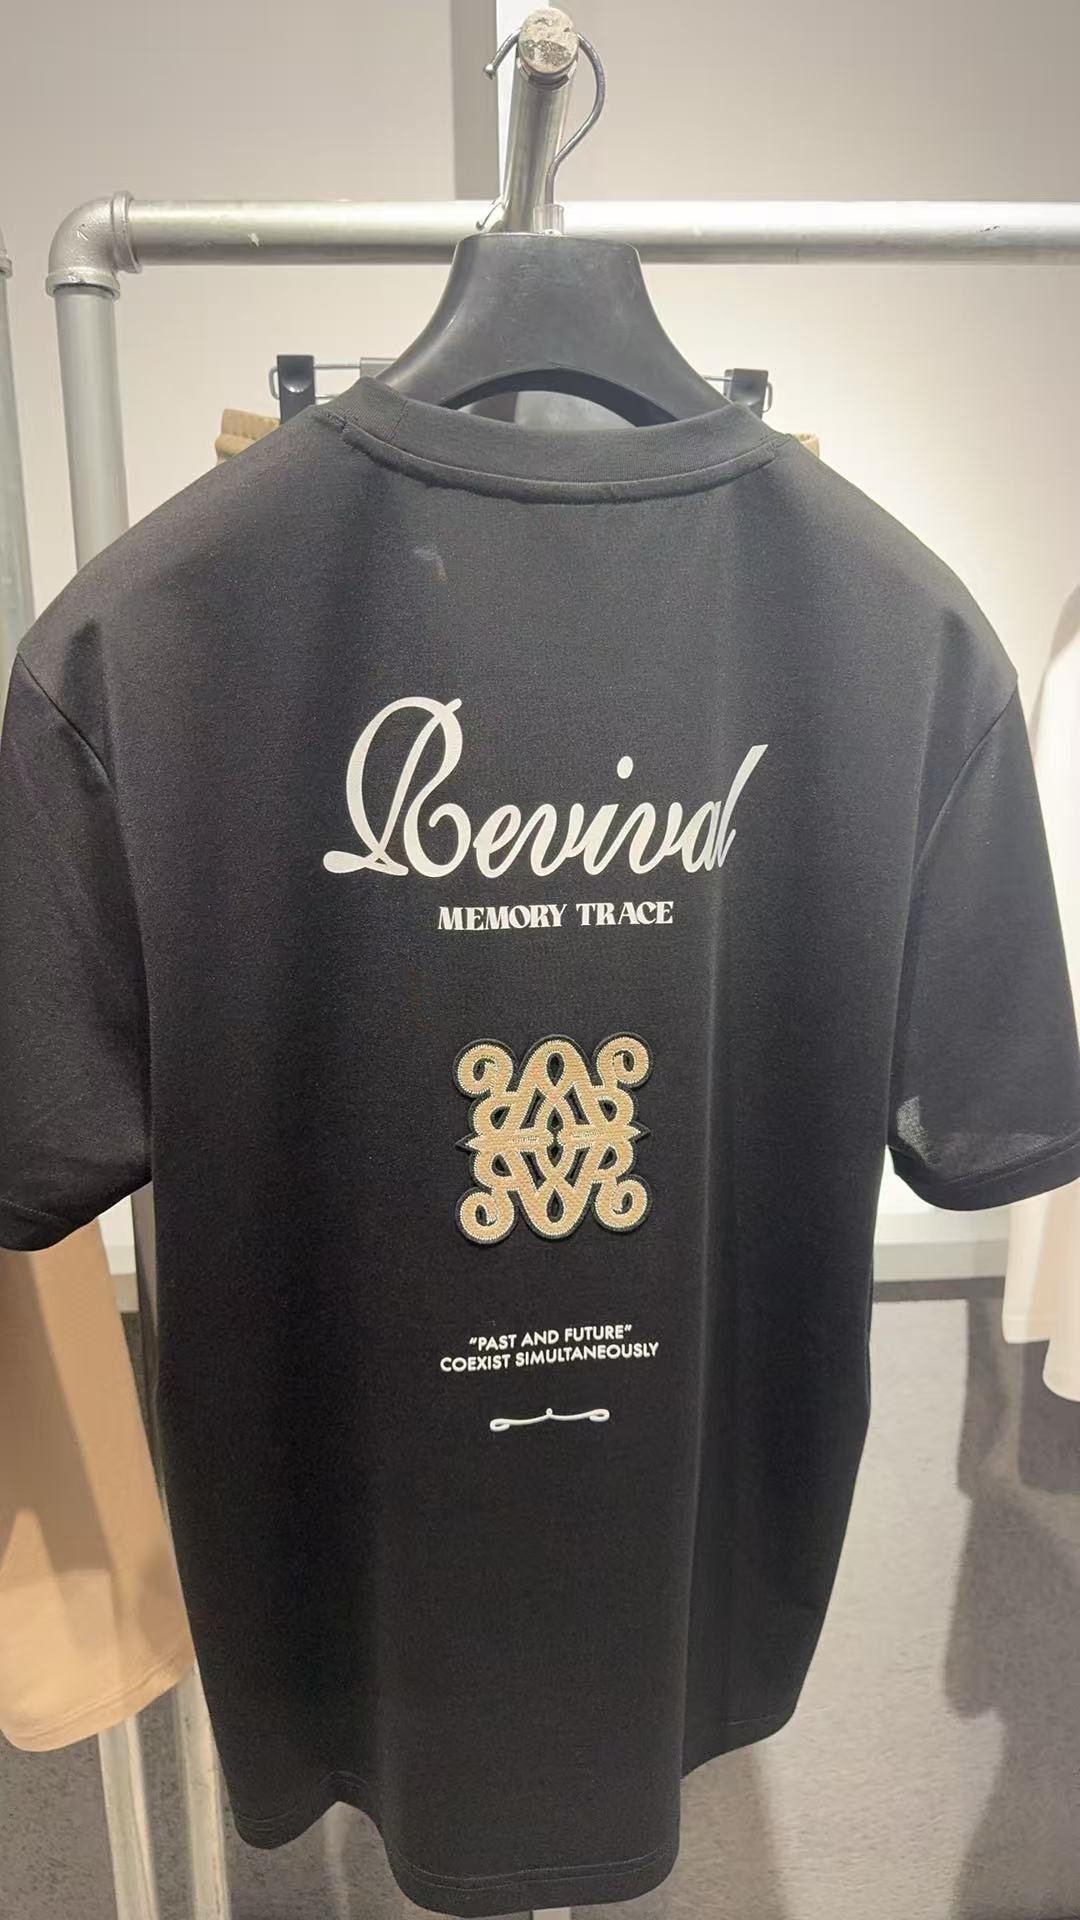 Revival
MEMORY TRACE
"PAST AND FUTURE"
COEXIST SIMULTANEOUSLY